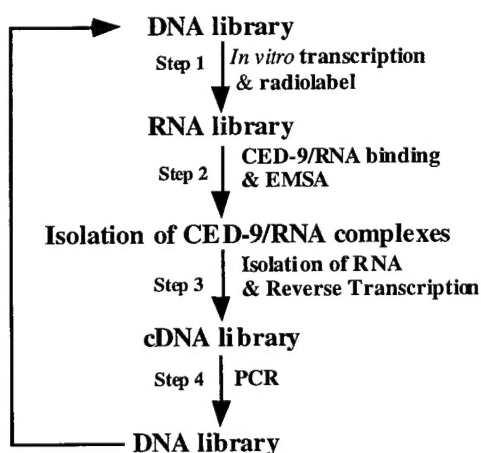 DNA library
Step 1 In vitro transcription
& radiolabel
RNA library
Step 2 CED-9/RNA binding
& EMSA
Isolation of CED-9/RNA complexes
Step 3 Isolation of RNA
& Reverse Transcription
cDNA library
Step 4 PCR
DNA library